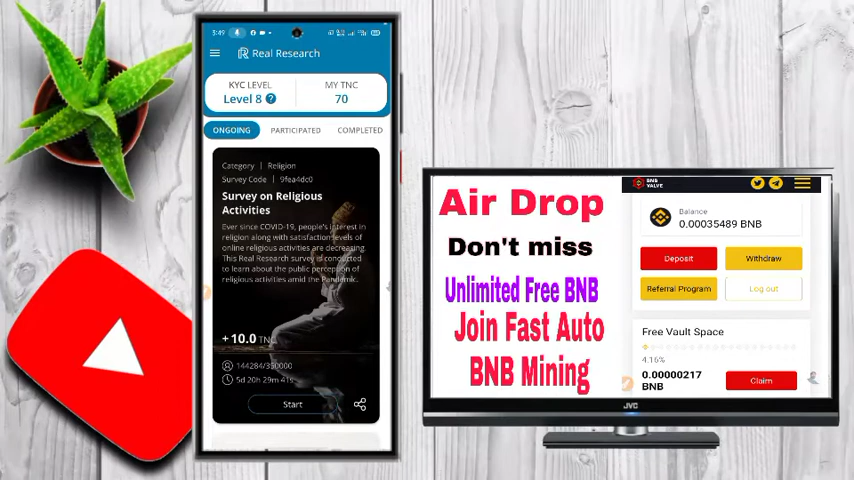 3:49
Real Research
KYC LEVEL
Level 8 ?
MY TNC
70
ONGOING PARTICIPATED COMPLETED
Category | Religion
Survey Code | 9fea4dc0
Survey on Religious
Activities
Ever since COVID-19, people's interest in
religion along with satisfaction levels of
online religious activities are decreasing.
This Real Research survey is conducted
to learn about the public perception of
religious activities amid the Pandemic.
+10.0 TNC
144284/350000
5d 20h 29m 41s
Start
Air Drop
Don't miss
Unlimited Free BNB
Join Fast Auto
BNB Mining
BNB
VALVE
Balance
0.00035489 BNB
Deposit Withdraw
Referral Program Log out
Free Vault Space
4.16%
0.00000217
BNB
Claim
JVC